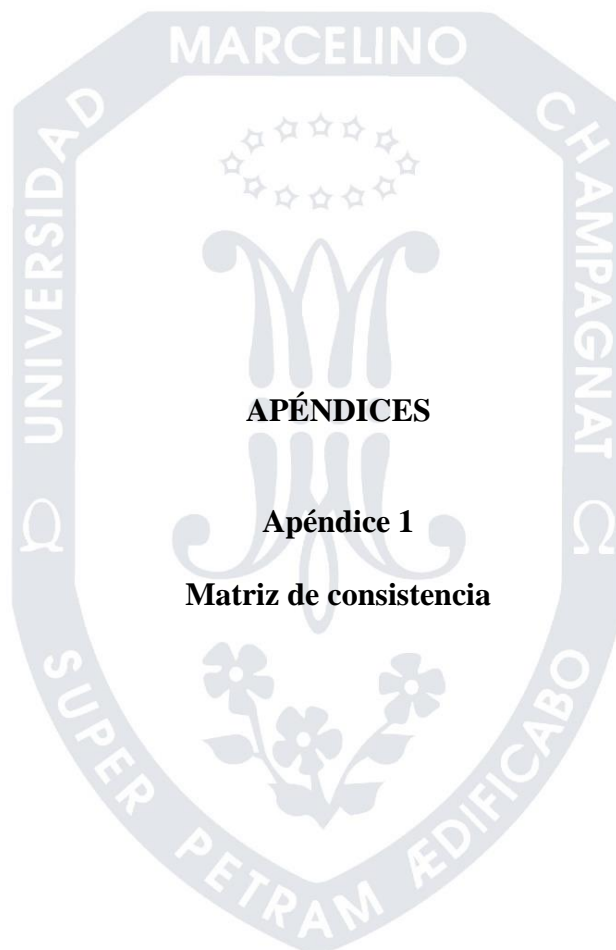 UNIVERSIDAD MARCELINO CHAMPAGNAT
APÉNDICES
Apéndice 1
Matriz de consistencia
Ω Ω
SUPER PETRAM ÆDIFICABO